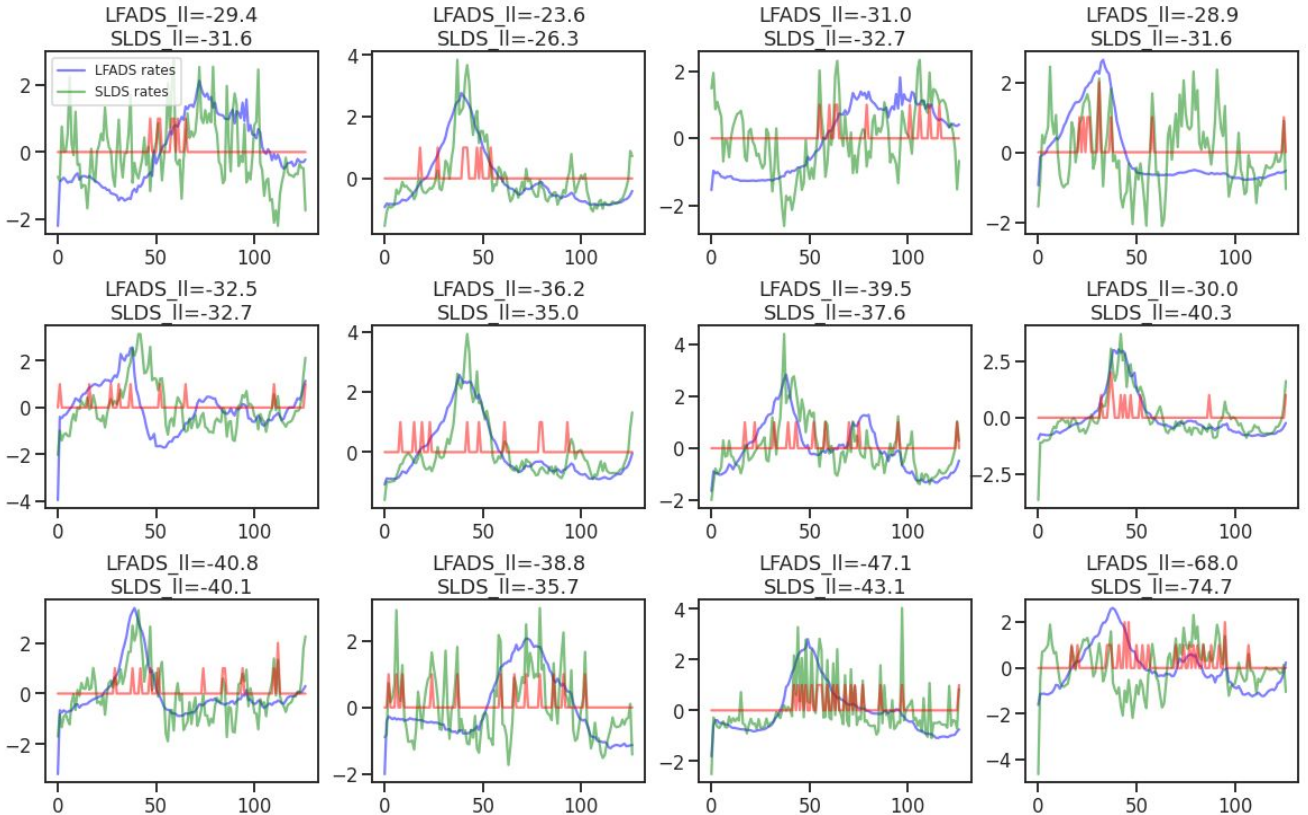 LFADS_ll=-29.4
SLDS_ll=-31.6
LFADS_ll=-23.6
SLDS_ll=-26.3
LFADS_ll=-31.0
SLDS_ll=-32.7
LFADS_ll=-28.9
SLDS_ll=-31.6
LFADS rates
SLDS rates
2
0
−2
0
50
100
4
2
0
0
50
100
2
0
−2
0
50
100
2
0
−2
0
50
100
LFADS_ll=-32.5
SLDS_ll=-32.7
LFADS_ll=-36.2
SLDS_ll=-35.0
LFADS_ll=-39.5
SLDS_ll=-37.6
LFADS_ll=-30.0
SLDS_ll=-40.3
2
0
−2
−4
0
50
100
4
2
0
0
50
100
4
2
0
−2
0
50
100
2.5
0.0
−2.5
0
50
100
LFADS_ll=-40.8
SLDS_ll=-40.1
LFADS_ll=-38.8
SLDS_ll=-35.7
LFADS_ll=-47.1
SLDS_ll=-43.1
LFADS_ll=-68.0
SLDS_ll=-74.7
2
0
−2
0
50
100
2
0
−2
0
50
100
4
2
0
−2
0
50
100
2
0
−2
−4
0
50
100